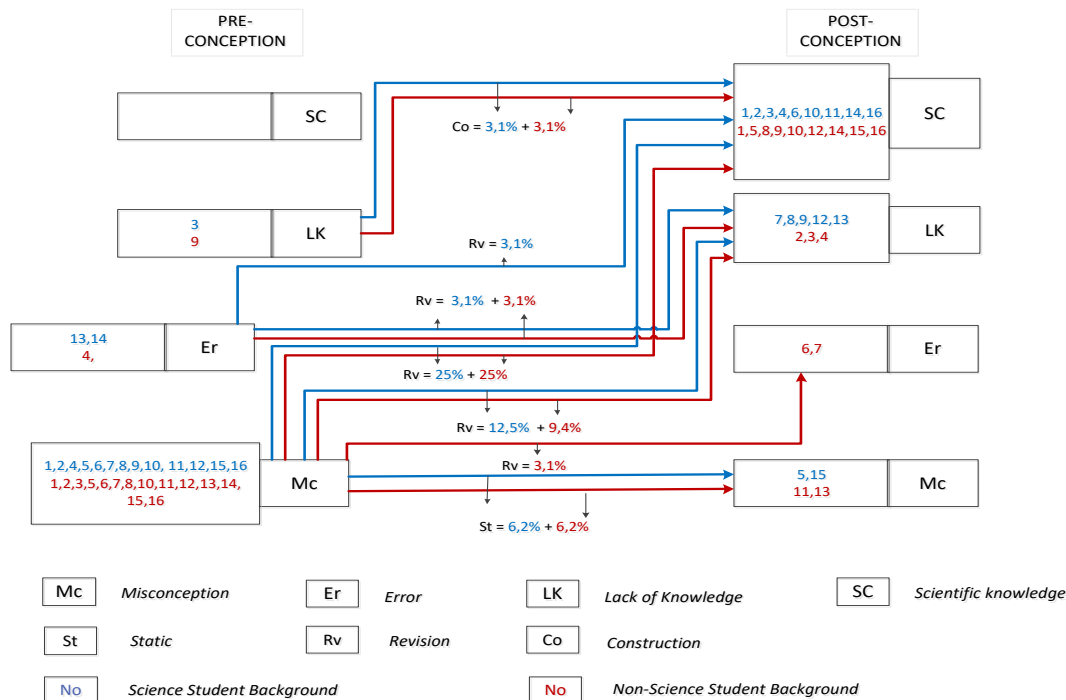 PRE-
CONCEPTION
POST-
CONCEPTION
SC
1,2,3,4,6,10,11,14,16
1,5,8,9,10,12,14,15,16
SC
Co = 3,1% + 3,1%
3
9
LK
7,8,9,12,13
2,3,4
LK
Rv = 3,1%
Rv = 3,1% + 3,1%
13,14
4,
Er
6,7
Er
Rv = 25% + 25%
Rv = 12,5% + 9,4%
Rv = 3,1%
1,2,4,5,6,7,8,9,10, 11,12,15,16
1,2,3,5,6,7,8,10,11,12,13,14,
15,16
Mc
5,15
11,13
Mc
St = 6,2% + 6,2%
Mc Misconception Er Error LK Lack of Knowledge SC Scientific knowledge
St Static Rv Revision Co Construction
No Science Student Background No Non-Science Student Background